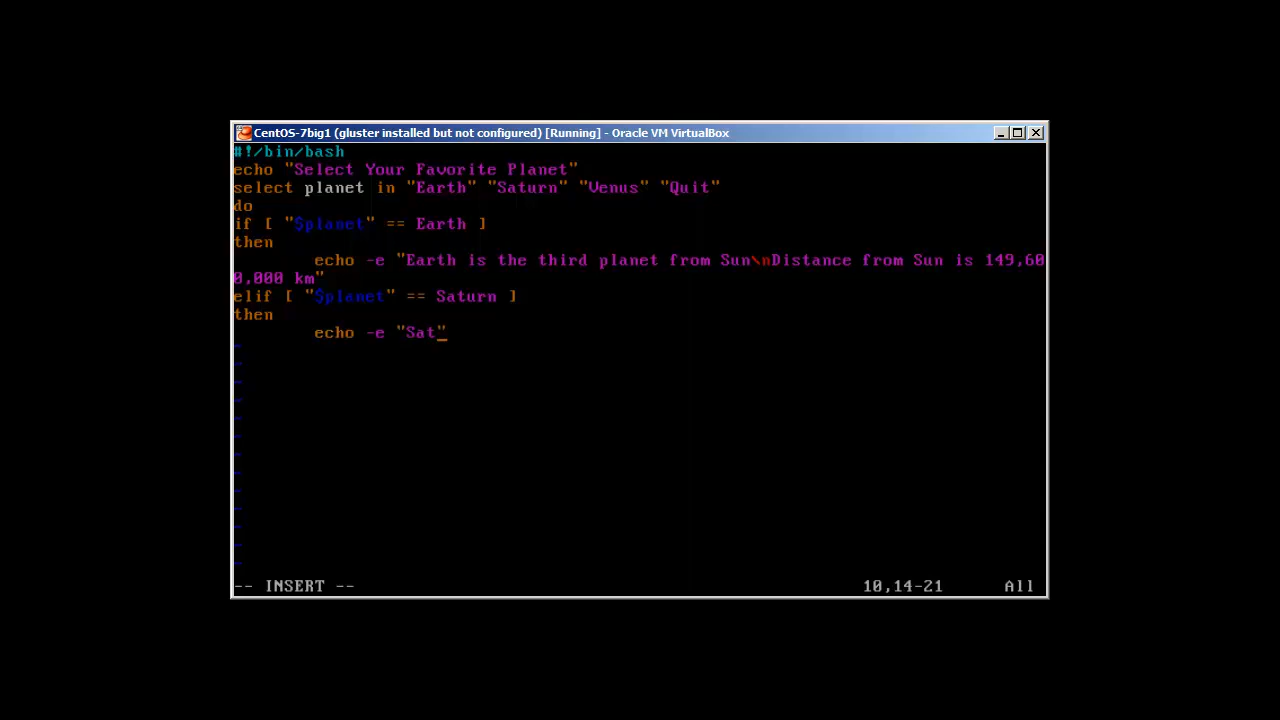 CentOS-7big1 (gluster installed but not configured) [Running] - Oracle VM VirtualBox
#!/bin/bash
echo "Select Your Favorite Planet"
select planet in "Earth" "Saturn" "Venus" "Quit"
do
if [ "$planet" == Earth ]
then
        echo -e "Earth is the third planet from Sun\nDistance from Sun is 149,60
0,000 km"
elif [ "$planet" == Saturn ]
then
        echo -e "Sat"
~
~
~
~
~
~
~
~
~
~
~
~
~
-- INSERT --                                                  10,14-21      All